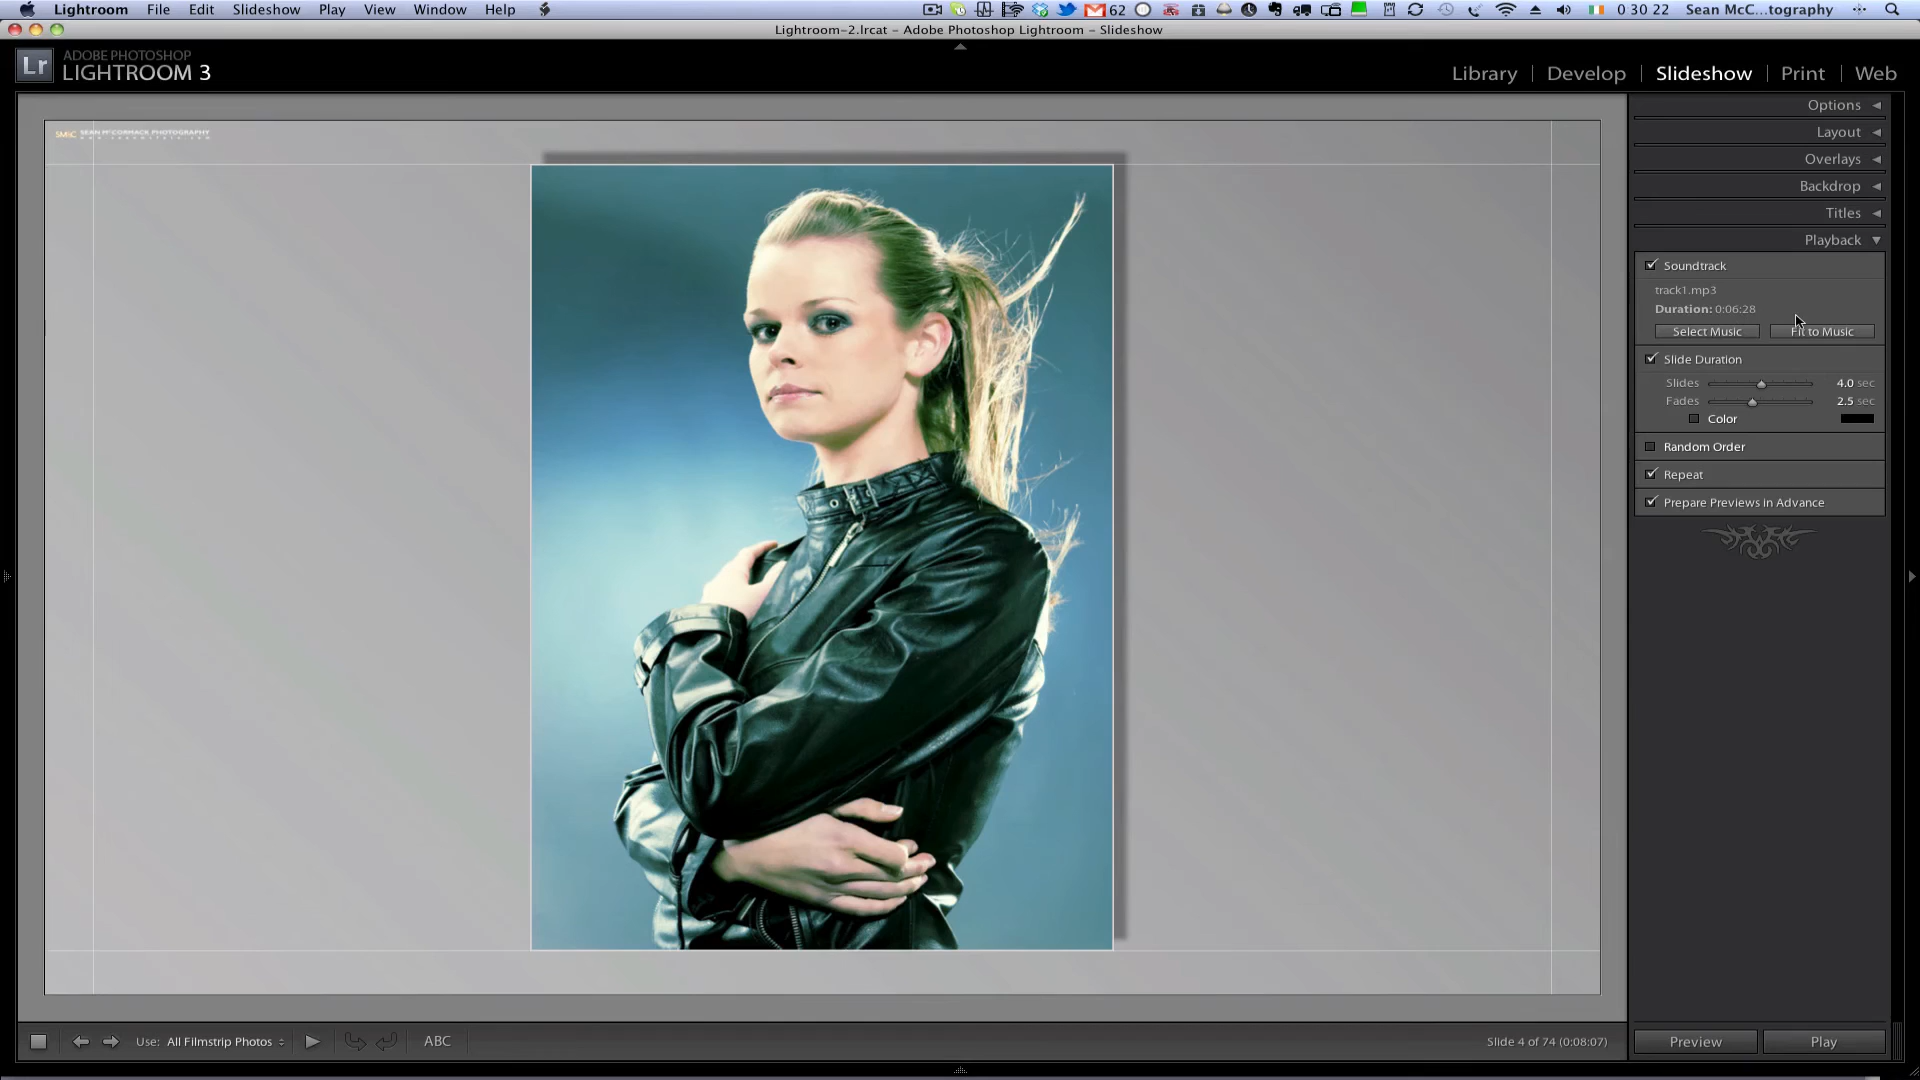 Lightroom File Edit Slideshow Play View Window Help 62 0 30 22 Sean McC...tography
Lightroom-2.lrcat – Adobe Photoshop Lightroom – Slideshow
Lr ADOBE PHOTOSHOP
LIGHTROOM 3
Library | Develop | Slideshow | Print | Web
SMcC SEAN McCORMACK PHOTOGRAPHY
Options
Layout
Overlays
Backdrop
Titles
Playback
Soundtrack
track1.mp3
Duration: 0:06:28
Select Music Fit to Music
Slide Duration
Slides 4.0 sec
Fades 2.5 sec
Color
Random Order
Repeat
Prepare Previews in Advance
Use: All Filmstrip Photos ABC Slide 4 of 74 (0:08:07) Preview Play